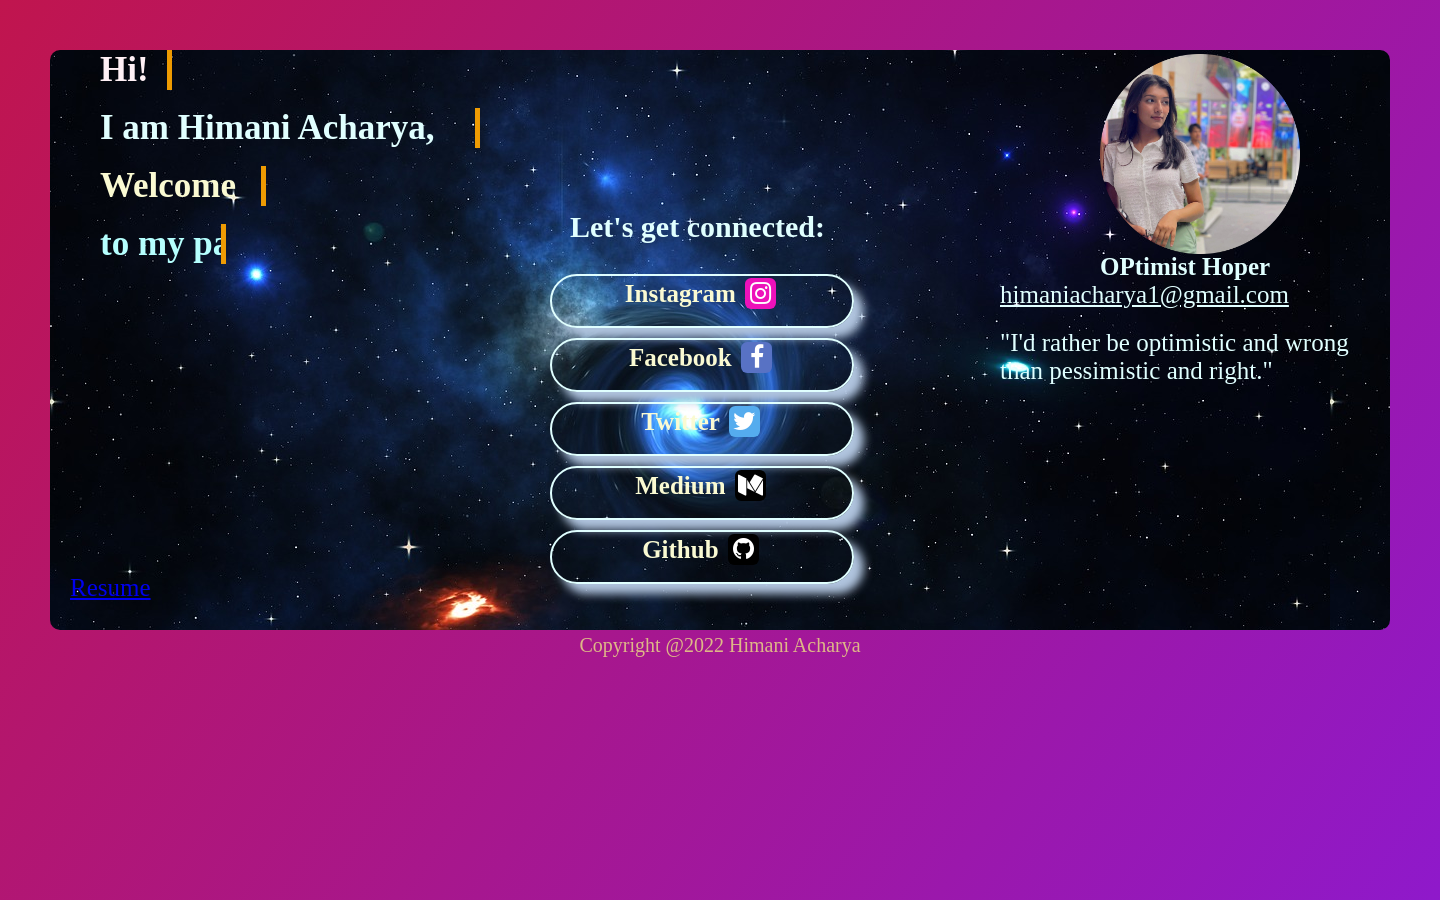 Hi!
I am Himani Acharya,
Welcome
to my pa
Let's get connected:
Instagram
Facebook
Twitter
Medium
Github
OPtimist Hoper
himaniacharya1@gmail.com
"I'd rather be optimistic and wrong
than pessimistic and right."
Resume
Copyright @2022 Himani Acharya